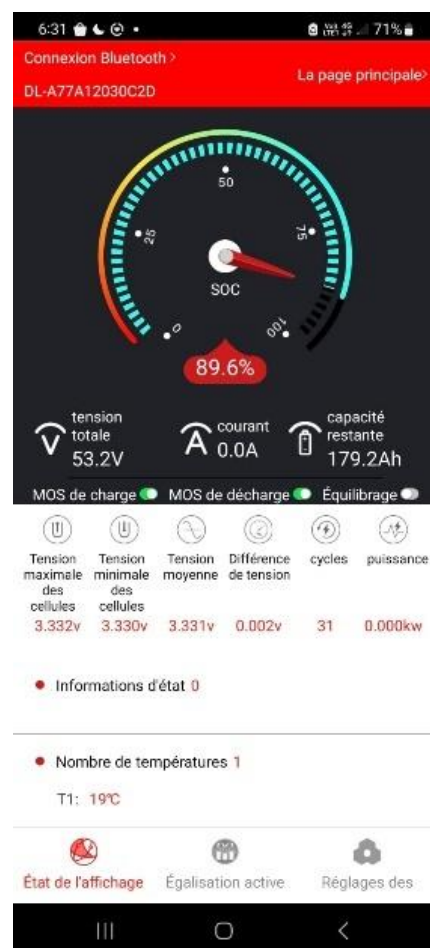 6:31
VoI) 4G
LTE1
71%
Connexion Bluetooth >
La page principale>
DL-A77A12030C2D
0
25
50
75
100
SOC
89.6%
tension
totale
53.2V
courant
0.0A
capacité
restante
179.2Ah
MOS de charge
MOS de décharge
Équilibrage
Tension
maximale
des
cellules
3.332v
Tension
minimale
des
cellules
3.330v
Tension
moyenne
3.331v
Différence
de tension
0.002v
cycles
31
puissance
0.000kw
Informations d'état 0
Nombre de températures 1
T1: 19℃
État de l'affichage
Égalisation active
Réglages des